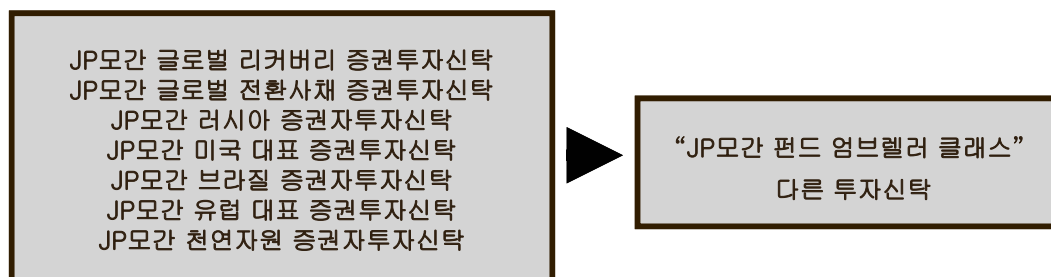 JP모간 글로벌 리커버리 증권투자신탁
JP모간 글로벌 전환사채 증권투자신탁
JP모간 러시아 증권자투자신탁
JP모간 미국 대표 증권투자신탁
JP모간 브라질 증권투자신탁
JP모간 유럽 대표 증권투자신탁
JP모간 천연자원 증권자투자신탁
“JP모간 펀드 엄브렐러 클래스”
다른 투자신탁